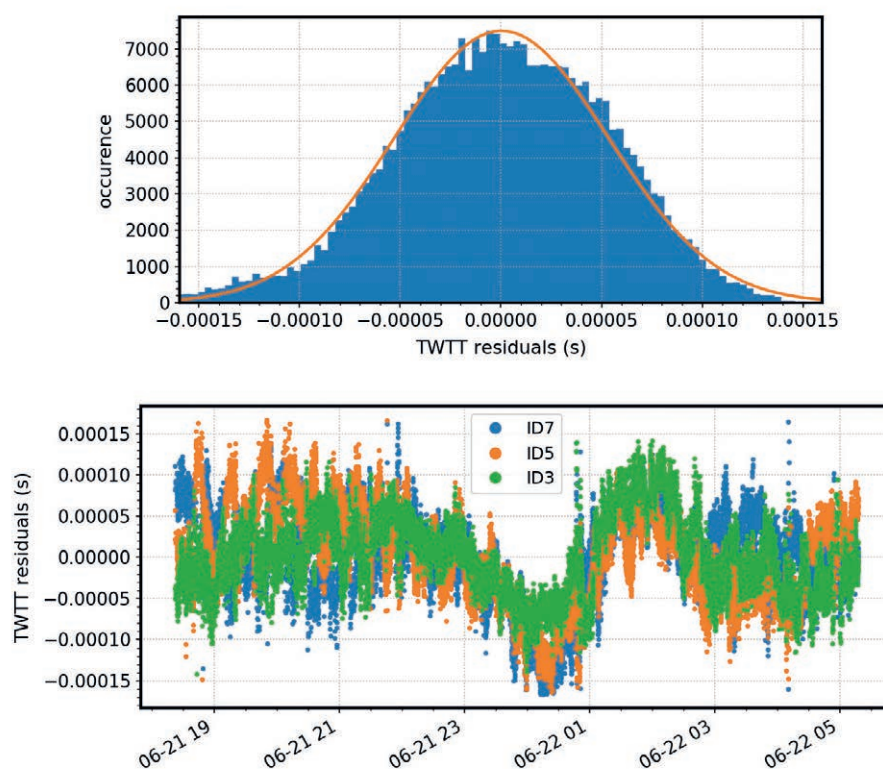 7000
6000
5000
4000
3000
2000
1000
0
occurence
−0.00015 −0.00010 −0.00005 0.00000 0.00005 0.00010 0.00015
TWTT residuals (s)
0.00015
0.00010
0.00005
0.00000
−0.00005
−0.00010
−0.00015
TWTT residuals (s)
ID7
ID5
ID3
06-21 19 06-21 21 06-21 23 06-22 01 06-22 03 06-22 05